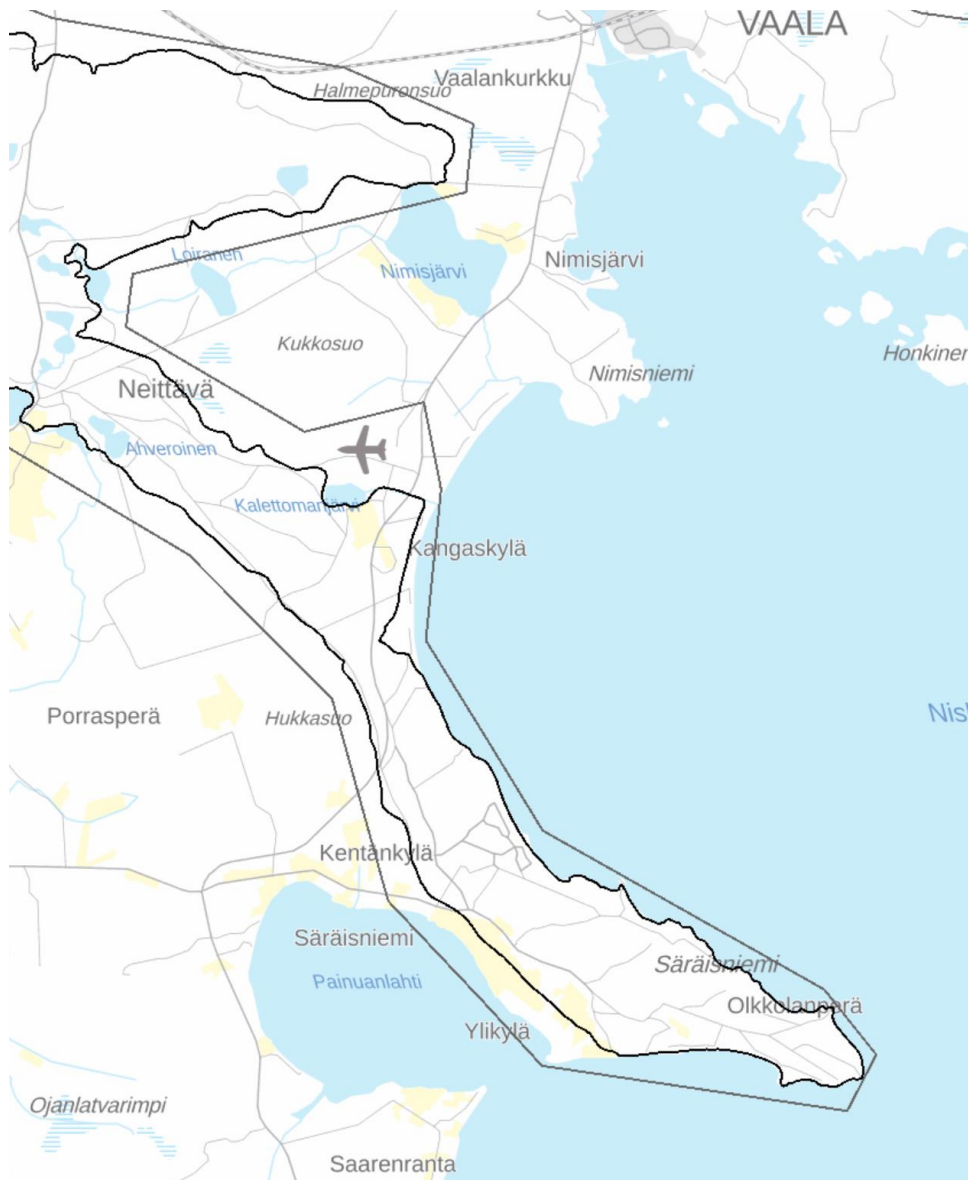 VAALA
Vaalankurkku
Halmepuronsuo
Loiranen
Nimisjärvi
Nimisjärvi
Kukkosuo
Honkinen
Nimisniemi
Neittävä
Ahveroinen
Kalettomanjärvi
Kangaskylä
Porrasperä
Hukkasuo
Nis
Kentänkylä
Säräisniemi
Painuanlahti
Säräisniemi
Olkkolanperä
Ylikylä
Ojanlatvarimpi
Saarenranta